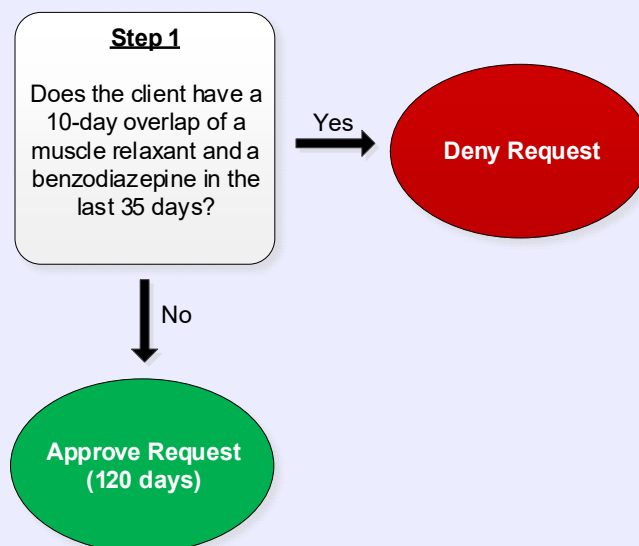 Step 1
Does the client have a
10-day overlap of a
muscle relaxant and a
benzodiazepine in the
last 35 days?
Yes
Deny Request
No
Approve Request
(120 days)